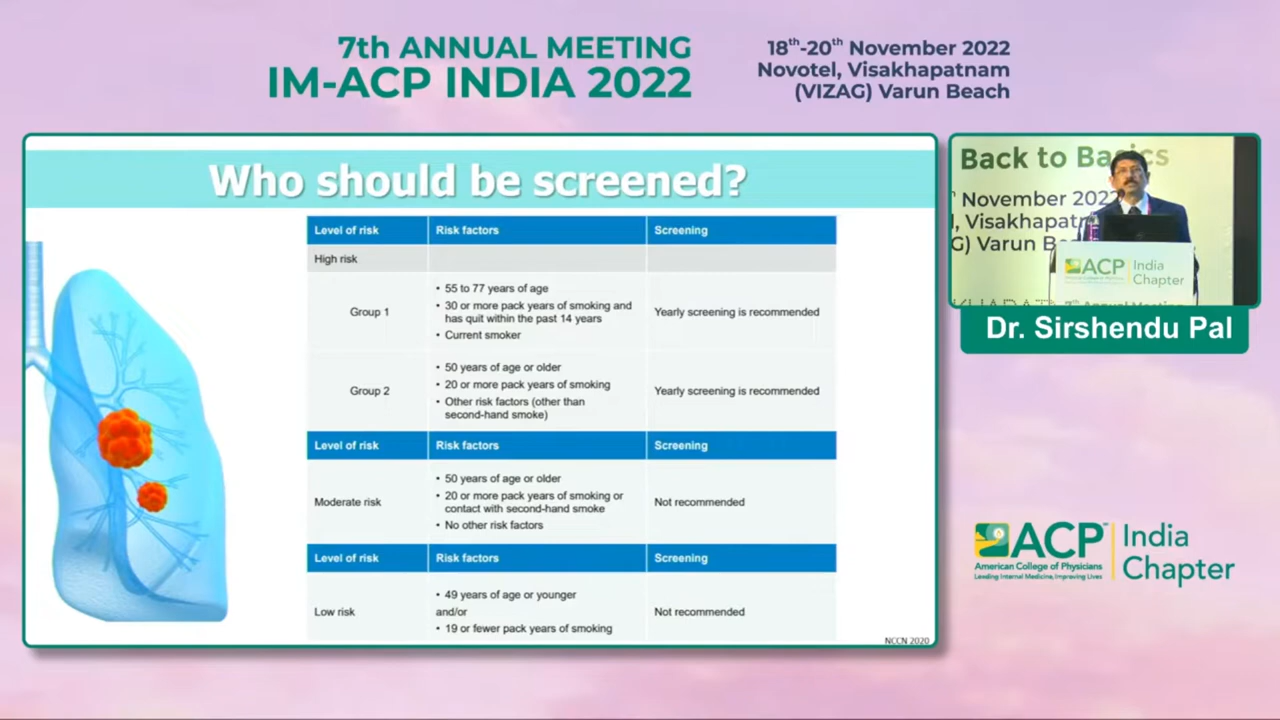 7th ANNUAL MEETING
IM-ACP INDIA 2022
18th-20th November 2022
Novotel, Visakhapatnam
(VIZAG) Varun Beach
Who should be screened?
Level of risk Risk factors Screening
High risk
Group 1
• 55 to 77 years of age
• 30 or more pack years of smoking and
has quit within the past 14 years
• Current smoker
Yearly screening is recommended
Group 2
• 50 years of age or older
• 20 or more pack years of smoking
• Other risk factors (other than
second-hand smoke)
Yearly screening is recommended
Level of risk Risk factors Screening
Moderate risk
• 50 years of age or older
• 20 or more pack years of smoking or
contact with second-hand smoke
• No other risk factors
Not recommended
Level of risk Risk factors Screening
Low risk
• 49 years of age or younger
and/or
• 19 or fewer pack years of smoking
Not recommended
NCCN 2020
Back to Basics
November 2022
, Visakhapat
G) Varun B
ACP India
Chapter
Annual Meeting
Dr. Sirshendu Pal
ACP India
Chapter
American College of Physicians
Leading Internal Medicine, Improving Lives